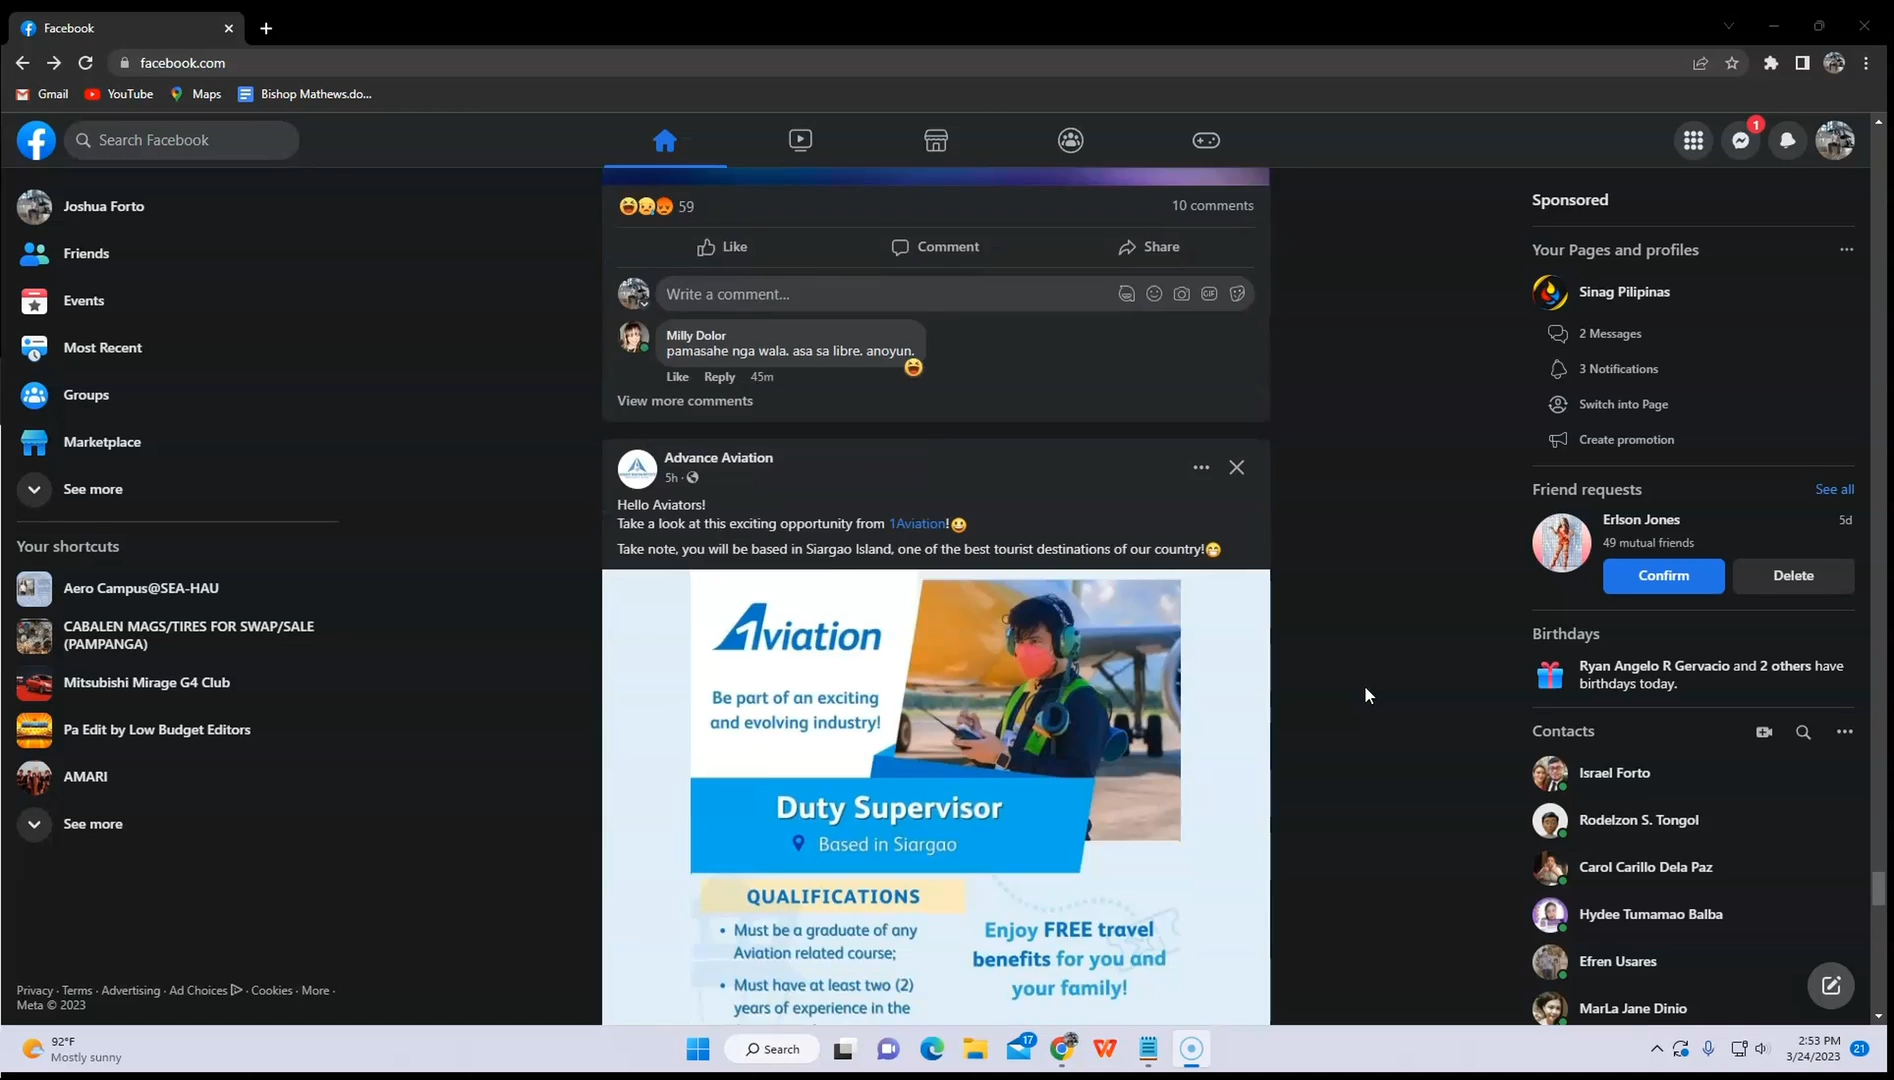 Facebook
facebook.com
Gmail
YouTube
Maps
Bishop Mathews.do...
Search Facebook
1
Joshua Forto
Friends
Events
Most Recent
Groups
Marketplace
See more
Your shortcuts
Aero Campus@SEA-HAU
CABALEN MAGS/TIRES FOR SWAP/SALE
(PAMPANGA)
Mitsubishi Mirage G4 Club
Pa Edit by Low Budget Editors
AMARI
See more
Privacy · Terms · Advertising · Ad Choices · Cookies · More ·
Meta © 2023
59
10 comments
Like
Comment
Share
Write a comment...
GIF
Milly Dolor
pamasahe nga wala. asa sa libre. anoyun.
Like Reply 45m
View more comments
Advance Aviation
5h ·
Hello Aviators!
Take a look at this exciting opportunity from 1Aviation!😀
Take note, you will be based in Siargao Island, one of the best tourist destinations of our country!😁
1viation
Be part of an exciting
and evolving industry!
Duty Supervisor
Based in Siargao
QUALIFICATIONS
• Must be a graduate of any
Aviation related course;
• Must have at least two (2)
years of experience in the
Enjoy FREE travel
benefits for you and
your family!
Sponsored
Your Pages and profiles
Sinag Pilipinas
2 Messages
3 Notifications
Switch into Page
Create promotion
Friend requests
See all
Erlson Jones
5d
49 mutual friends
Confirm
Delete
Birthdays
Ryan Angelo R Gervacio and 2 others have
birthdays today.
Contacts
Israel Forto
Rodelzon S. Tongol
Carol Carillo Dela Paz
Hydee Tumamao Balba
Efren Usares
MarLa Jane Dinio
92°F
Mostly sunny
Search
17
2:53 PM
3/24/2023
21